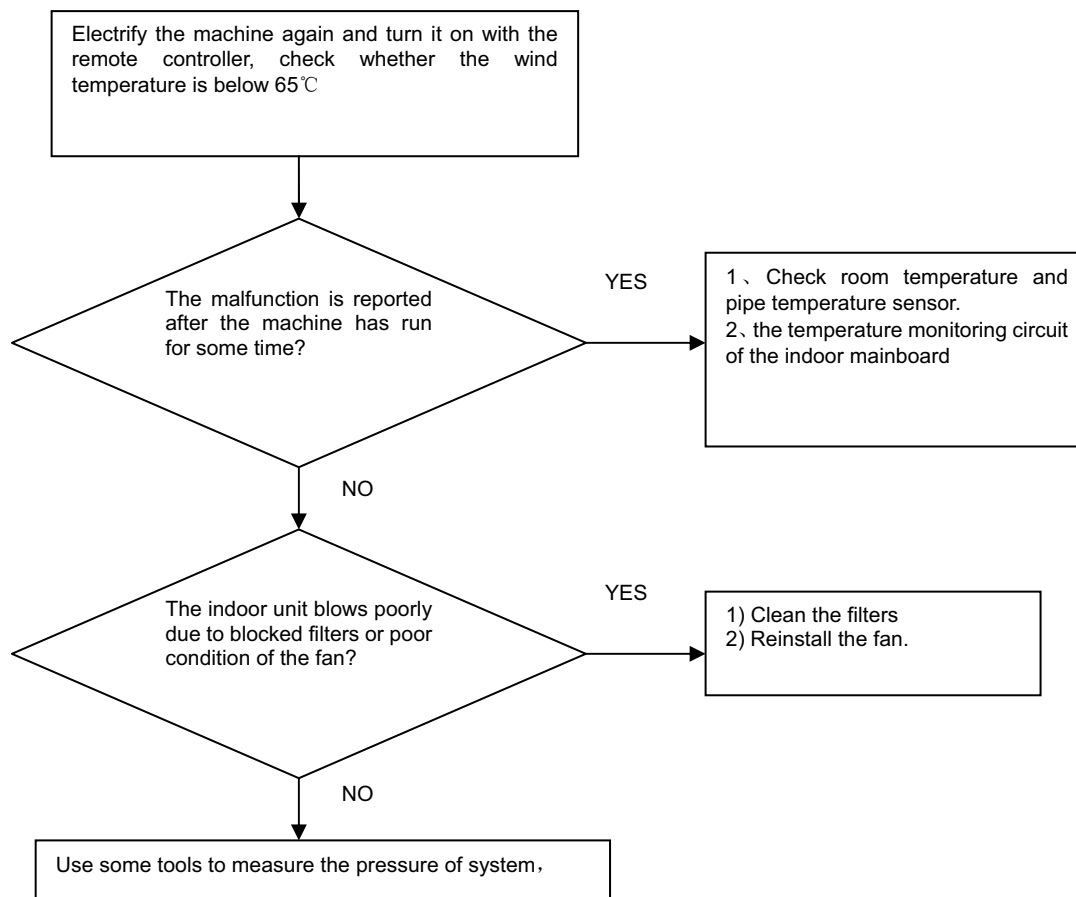 Electrify the machine again and turn it on with the
remote controller, check whether the wind
temperature is below 65℃
The malfunction is reported
after the machine has run
for some time?
YES
1、Check room temperature and
pipe temperature sensor.
2、the temperature monitoring circuit
of the indoor mainboard
NO
The indoor unit blows poorly
due to blocked filters or poor
condition of the fan?
YES
1) Clean the filters
2) Reinstall the fan.
NO
Use some tools to measure the pressure of system，